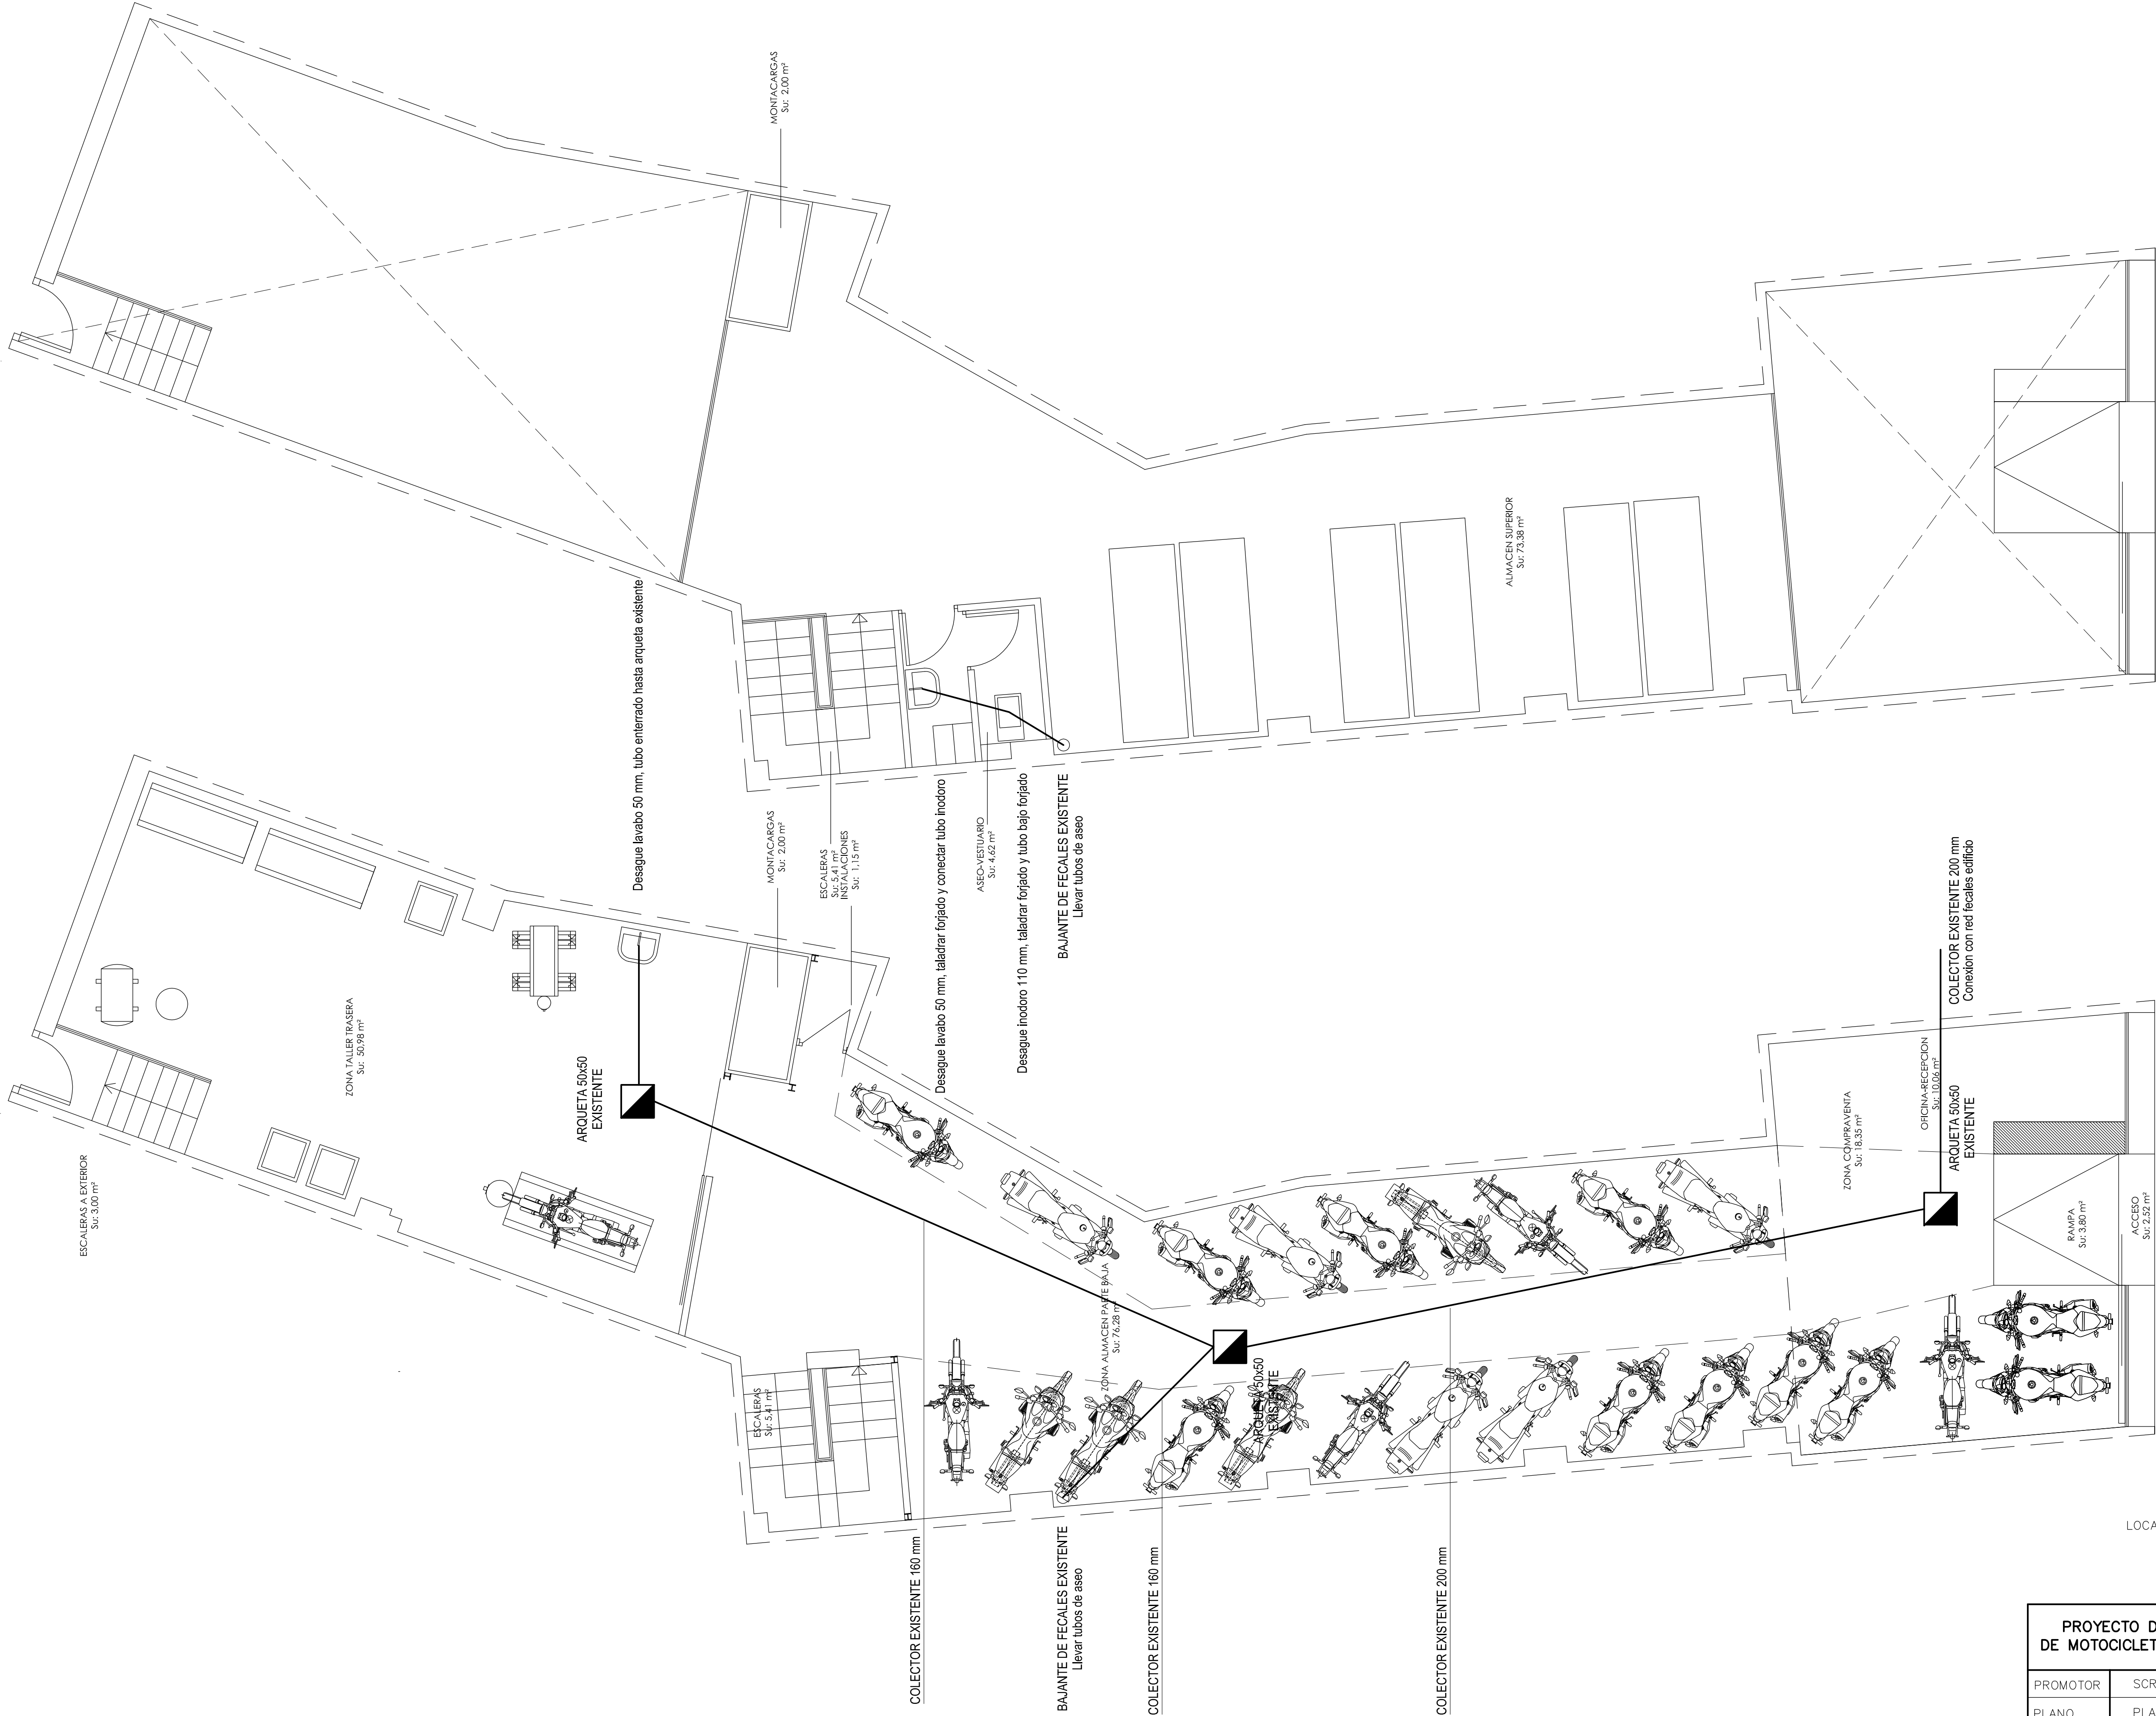 MONTACARGAS
Su: 2,00 m²
ALMACEN SUPERIOR
Su: 73,38 m²
Desague lavabo 50 mm, tubo enterrado hasta arqueta existente
MONTACARGAS
Su: 2,00 m²
ESCALERAS
Su: 5,41 m²
INSTALACIONES
Su: 1,15 m²
ASEO-VESTUARIO
Su: 4,62 m²
Desague lavabo 50 mm, taladrar forjado y conectar tubo inodoro
Desague inodoro 110 mm, taladrar forjado y tubo bajo forjado
BAJANTE DE FECALES EXISTENTE
Llevar tubos de aseo
COLECTOR EXISTENTE 200 mm
Conexion con red fecales edificio
ZONA TALLER TRASERA
Su: 50,98 m²
ARQUETA 50x50
EXISTENTE
ESCALERAS A EXTERIOR
Su: 3,00 m²
ZONA COMPRAVENTA
Su: 18,35 m²
OFICINA-RECEPCION
Su: 10,06 m²
ARQUETA 50x50
EXISTENTE
RAMPA
Su: 3,80 m²
ACCESO
Su: 2,52 m²
ZONA ALMACEN PARTE BAJA
Su: 76,28 m²
ESCALERAS
Su: 5,41 m²
ARQUETA 50x50
EXISTENTE
COLECTOR EXISTENTE 160 mm
BAJANTE DE FECALES EXISTENTE
Llevar tubos de aseo
COLECTOR EXISTENTE 160 mm
COLECTOR EXISTENTE 200 mm
LOCA
PROYECTO D
DE MOTOCICLET
PROMOTOR
SCR
PLANO
PLA